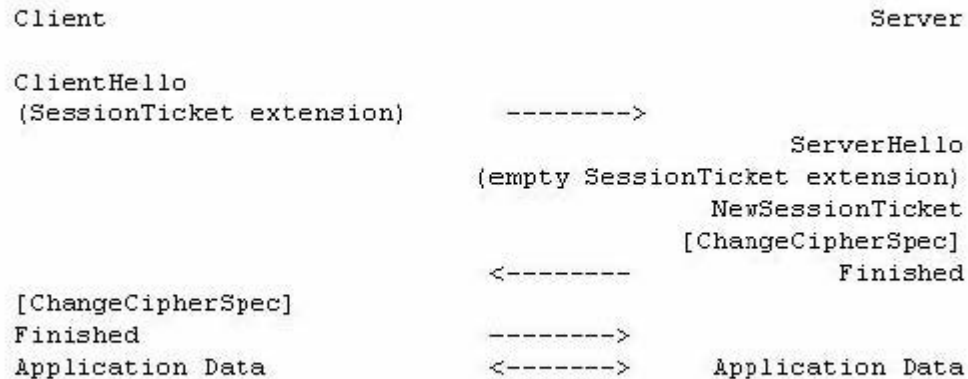 Client Server
ClientHello
(SessionTicket extension) -------->
ServerHello
(empty SessionTicket extension)
NewSessionTicket
[ChangeCipherSpec]
<-------- Finished
[ChangeCipherSpec]
Finished -------->
Application Data <-------> Application Data